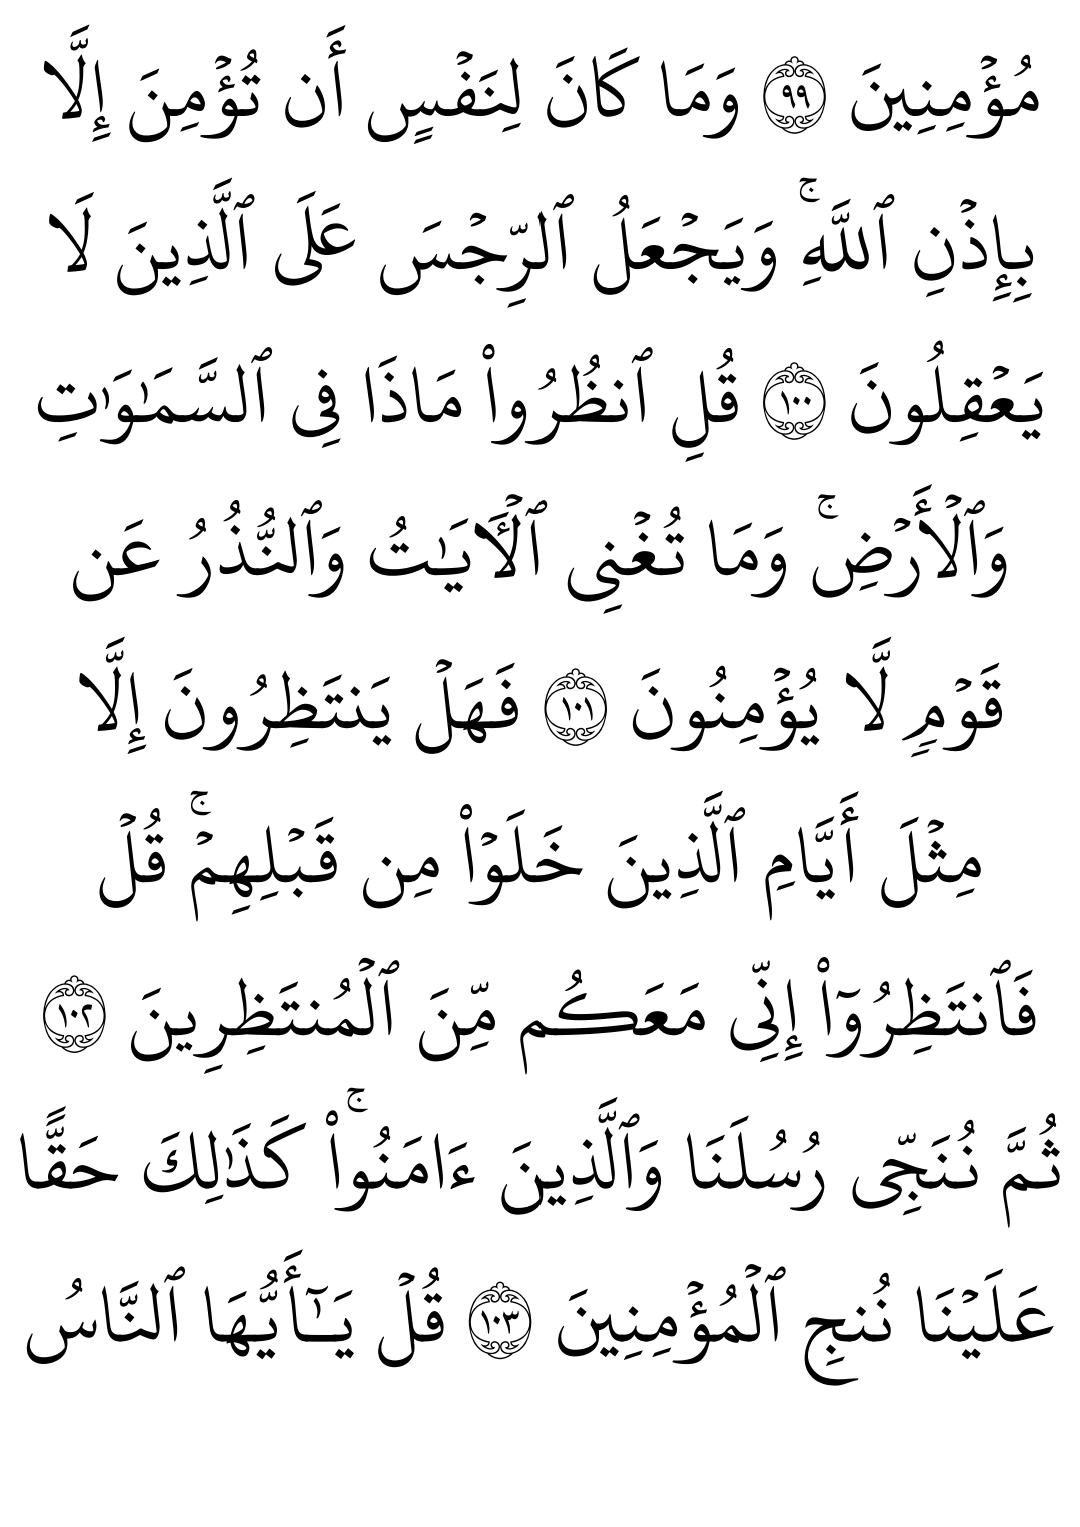 مُؤۡمِنِينَ ٩٩ وَمَا كَانَ لِنَفۡسٍ أَن تُؤۡمِنَ إِلَّا
بِإِذۡنِ ٱللَّهِۚ وَيَجۡعَلُ ٱلرِّجۡسَ عَلَى ٱلَّذِينَ لَا
يَعۡقِلُونَ ١٠٠ قُلِ ٱنظُرُواْ مَاذَا فِي ٱلسَّمَٰوَٰتِ
وَٱلۡأَرۡضِۚ وَمَا تُغۡنِي ٱلۡأٓيَٰتُ وَٱلنُّذُرُ عَن
قَوۡمٖ لَّا يُؤۡمِنُونَ ١٠١ فَهَلۡ يَنتَظِرُونَ إِلَّا
مِثۡلَ أَيَّامِ ٱلَّذِينَ خَلَوۡاْ مِن قَبۡلِهِمۡۚ قُلۡ
فَٱنتَظِرُوٓاْ إِنِّي مَعَكُم مِّنَ ٱلۡمُنتَظِرِينَ ١٠٢
ثُمَّ نُنَجِّي رُسُلَنَا وَٱلَّذِينَ ءَامَنُواْۚ كَذَٰلِكَ حَقًّا
عَلَيۡنَا نُنجِ ٱلۡمُؤۡمِنِينَ ١٠٣ قُلۡ يَٰٓأَيُّهَا ٱلنَّاسُ